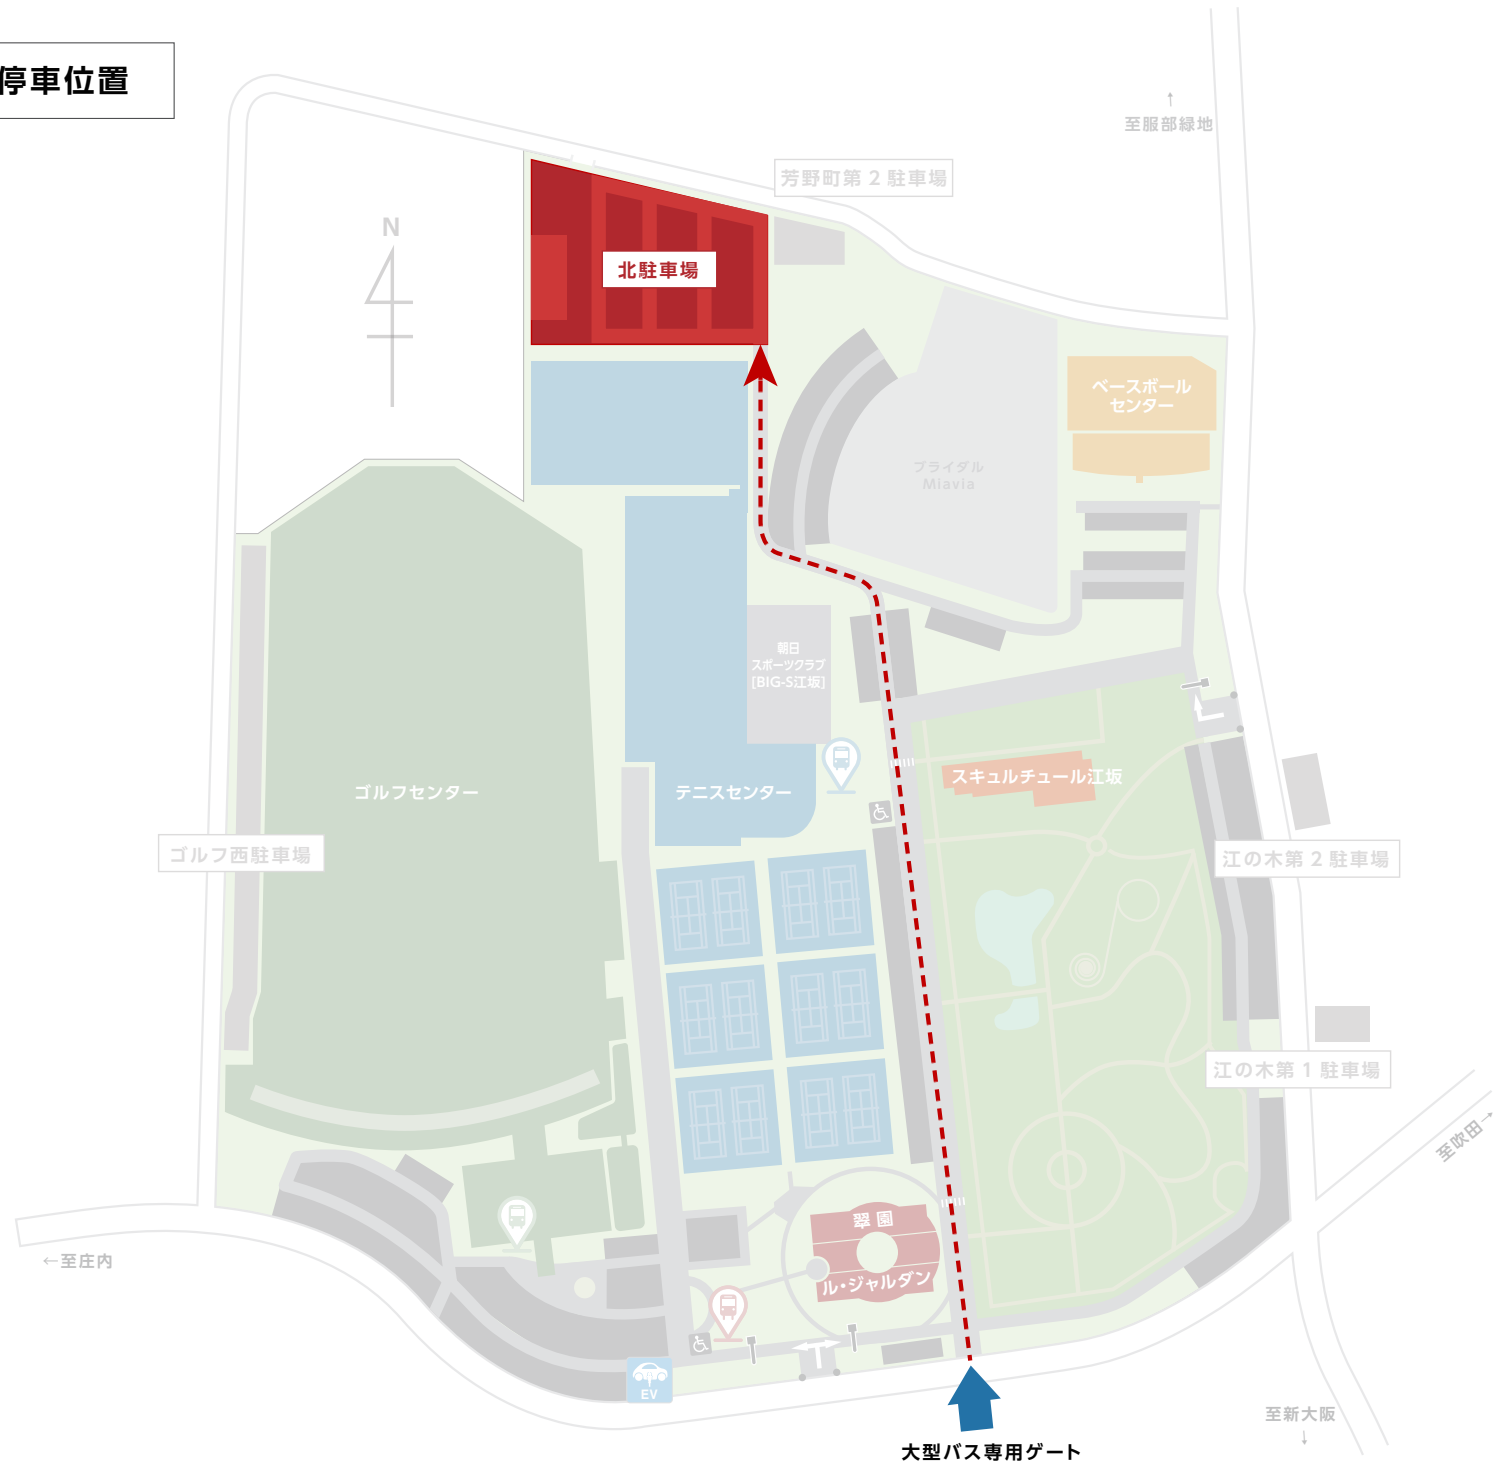 停車位置
↑
至服部緑地
芳野町第2駐車場
N
北駐車場
ベースボール
センター
ブライダル
Miavia
朝日
スポーツクラブ
[BIG-S江坂]
スキュルチュール江坂
ゴルフセンター
テニスセンター
ゴルフ西駐車場
江の木第2駐車場
江の木第1駐車場
至吹田→
翠園
ル・ジャルダン
←至庄内
EV
至新大阪
↓
大型バス専用ゲート